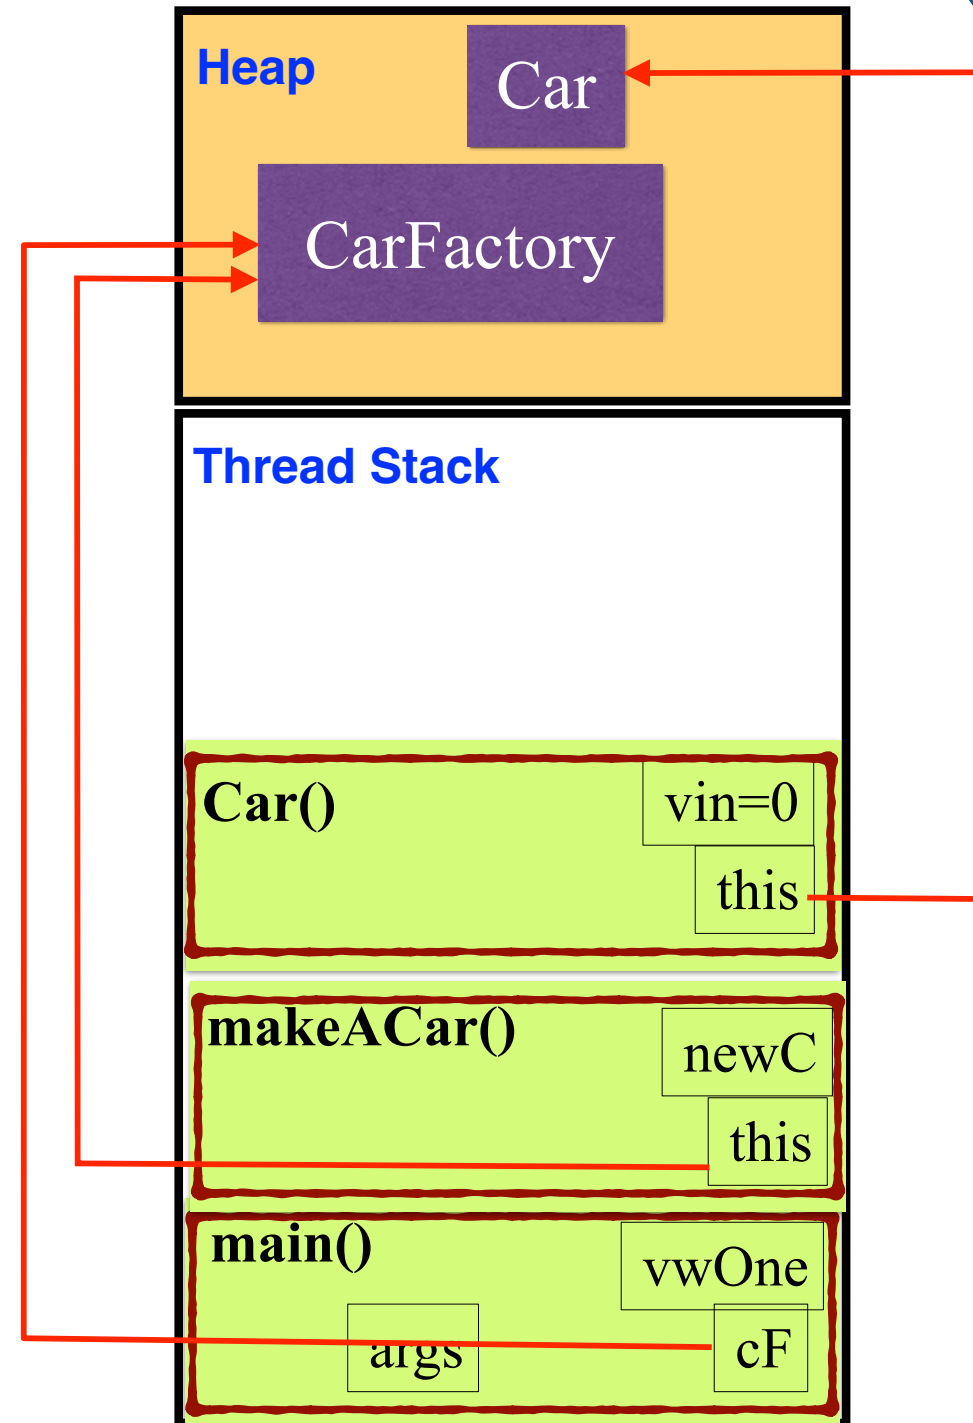 Heap
Car
CarFactory
Thread Stack
Car()
vin=0
this
makeACar()
newC
this
main()
vwOne
args
cF